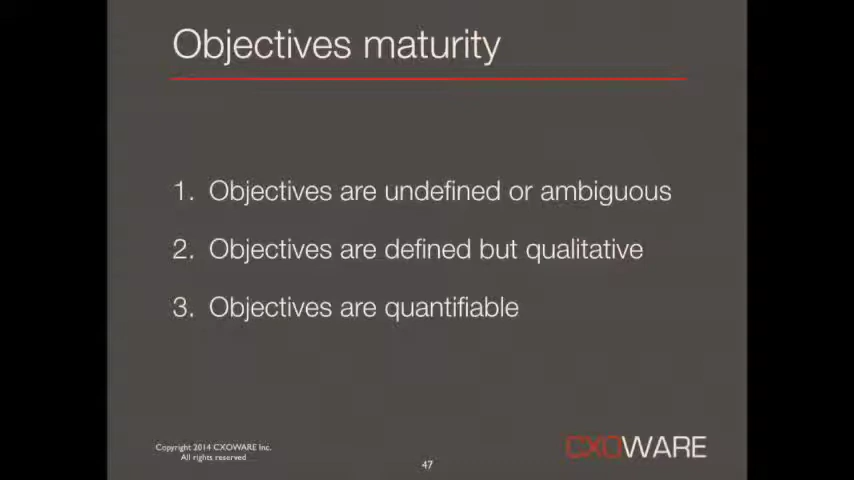 Objectives maturity
1. Objectives are undefined or ambiguous
2. Objectives are defined but qualitative
3. Objectives are quantifiable
Copyright 2014 CXOWARE Inc.
All rights reserved
47
CXOWARE